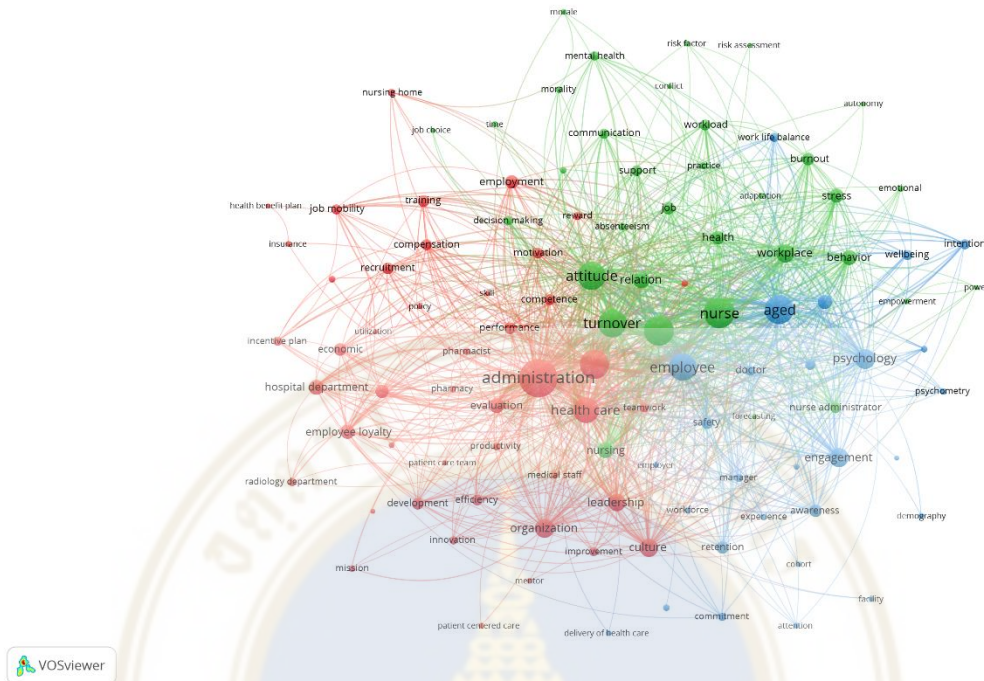 morale
risk factor
risk assessment
mental health
nursing home
morality
conflict
autonomy
job choice
time
communication
workload
work life balance
support
practice
burnout
employment
adaptation
emotional
stress
health benefit plan
job mobility
training
decision making
reward
absenteeism
job
insurance
compensation
motivation
health
workplace
behavior
wellbeing
intention
recruitment
attitude
relation
skill
competence
nurse
aged
empowerment
power
policy
turnover
utilization
performance
incentive plan
economic
pharmacist
administration
employee
doctor
psychology
hospital department
pharmacy
psychometry
evaluation
health care
teamwork
safety
forecasting
nurse administrator
employee loyalty
productivity
nursing
patient care team
medical staff
employer
engagement
radiology department
manager
development
efficiency
leadership
workforce
experience
awareness
demography
organization
innovation
improvement
culture
retention
mission
mentor
cohort
facility
patient centered care
delivery of health care
commitment
attention
VOSviewer